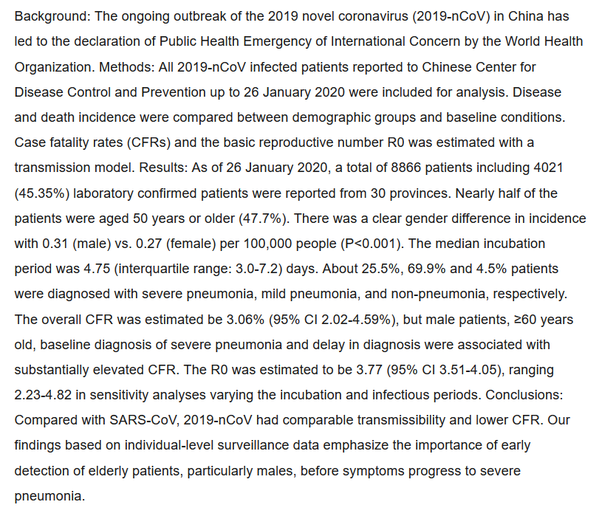 Background: The ongoing outbreak of the 2019 novel coronavirus (2019-nCoV) in China has
led to the declaration of Public Health Emergency of International Concern by the World Health
Organization. Methods: All 2019-nCoV infected patients reported to Chinese Center for
Disease Control and Prevention up to 26 January 2020 were included for analysis. Disease
and death incidence were compared between demographic groups and baseline conditions.
Case fatality rates (CFRs) and the basic reproductive number R0 was estimated with a
transmission model. Results: As of 26 January 2020, a total of 8866 patients including 4021
(45.35%) laboratory confirmed patients were reported from 30 provinces. Nearly half of the
patients were aged 50 years or older (47.7%). There was a clear gender difference in incidence
with 0.31 (male) vs. 0.27 (female) per 100,000 people (P<0.001). The median incubation
period was 4.75 (interquartile range: 3.0-7.2) days. About 25.5%, 69.9% and 4.5% patients
were diagnosed with severe pneumonia, mild pneumonia, and non-pneumonia, respectively.
The overall CFR was estimated be 3.06% (95% CI 2.02-4.59%), but male patients, ≥60 years
old, baseline diagnosis of severe pneumonia and delay in diagnosis were associated with
substantially elevated CFR. The R0 was estimated to be 3.77 (95% CI 3.51-4.05), ranging
2.23-4.82 in sensitivity analyses varying the incubation and infectious periods. Conclusions:
Compared with SARS-CoV, 2019-nCoV had comparable transmissibility and lower CFR. Our
findings based on individual-level surveillance data emphasize the importance of early
detection of elderly patients, particularly males, before symptoms progress to severe
pneumonia.